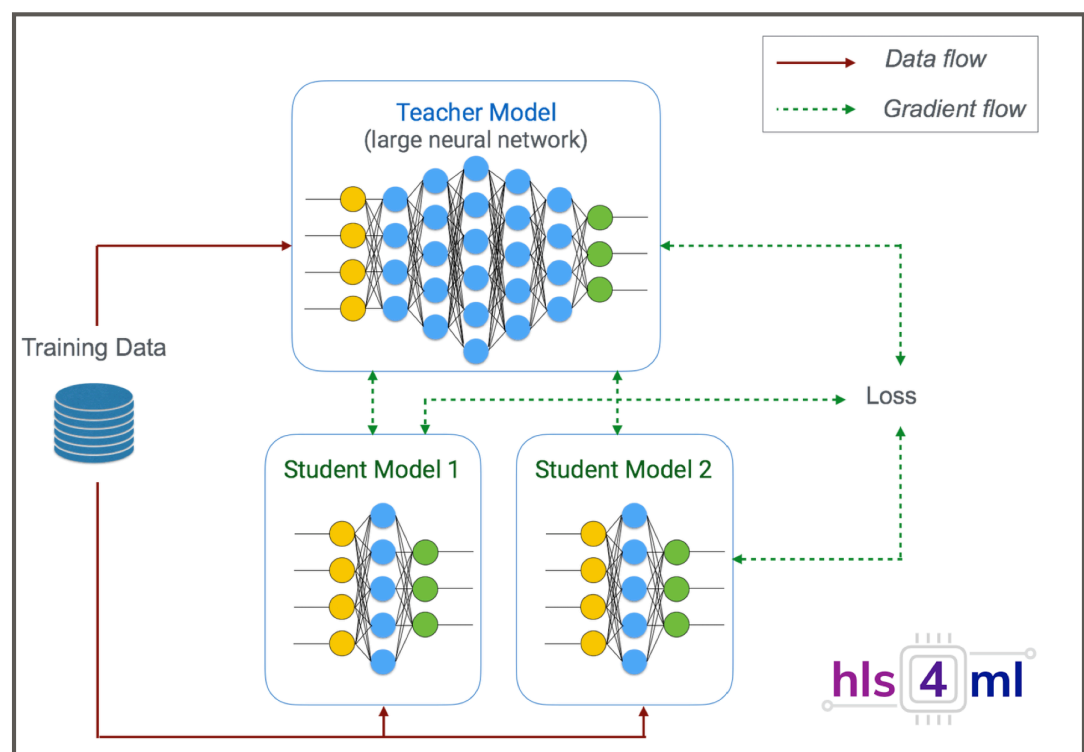 Data flow
Gradient flow
Teacher Model
(large neural network)
Training Data
Loss
Student Model 1
Student Model 2
hls 4 ml